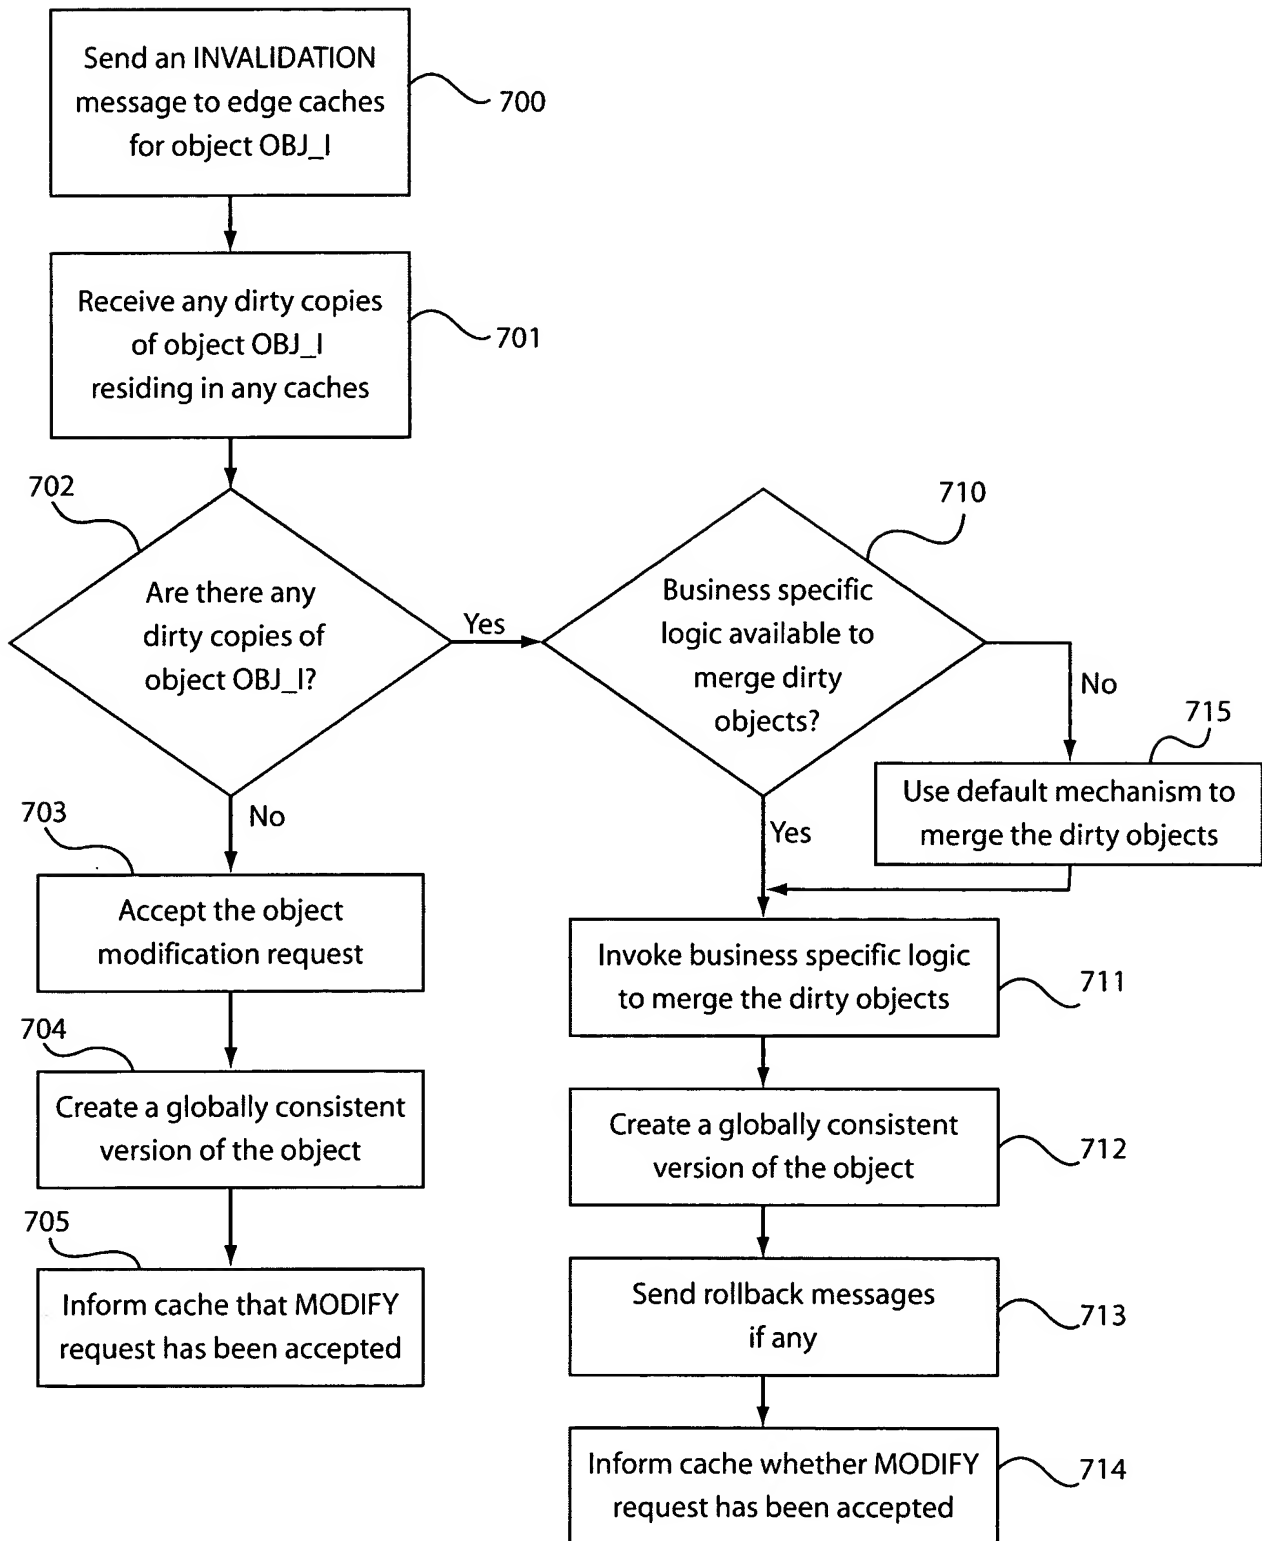 Send an INVALIDATION
message to edge caches
for object OBJ_I
700
Receive any dirty copies
of object OBJ_I
residing in any caches
701
702
Are there any
dirty copies of
object OBJ_I?
Yes
No
710
Business specific
logic available to
merge dirty
objects?
No
Yes
715
Use default mechanism to
merge the dirty objects
703
Accept the object
modification request
704
Create a globally consistent
version of the object
705
Inform cache that MODIFY
request has been accepted
Invoke business specific logic
to merge the dirty objects
711
Create a globally consistent
version of the object
712
Send rollback messages
if any
713
Inform cache whether MODIFY
request has been accepted
714